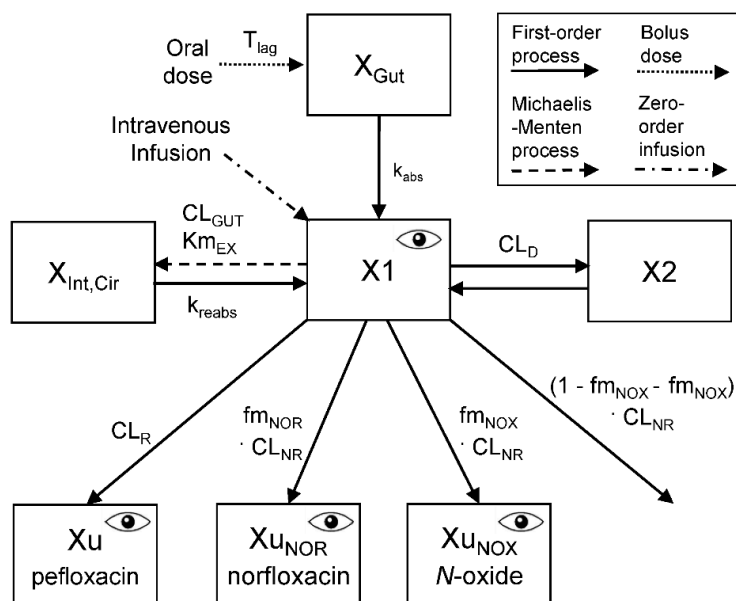 Oral
dose
T_lag
X_Gut
First-order
process
Bolus
dose
Michaelis
-Menten
process
Zero-
order
infusion
Intravenous
Infusion
k_abs
CL_GUT
Km_EX
X_Int,Cir
k_reabs
X1
CL_D
X2
CL_R
fm_NOR
· CL_NR
fm_NOX
· CL_NR
(1 - fm_NOX - fm_NOX)
· CL_NR
Xu
pefloxacin
Xu_NOR
norfloxacin
Xu_NOX
N-oxide